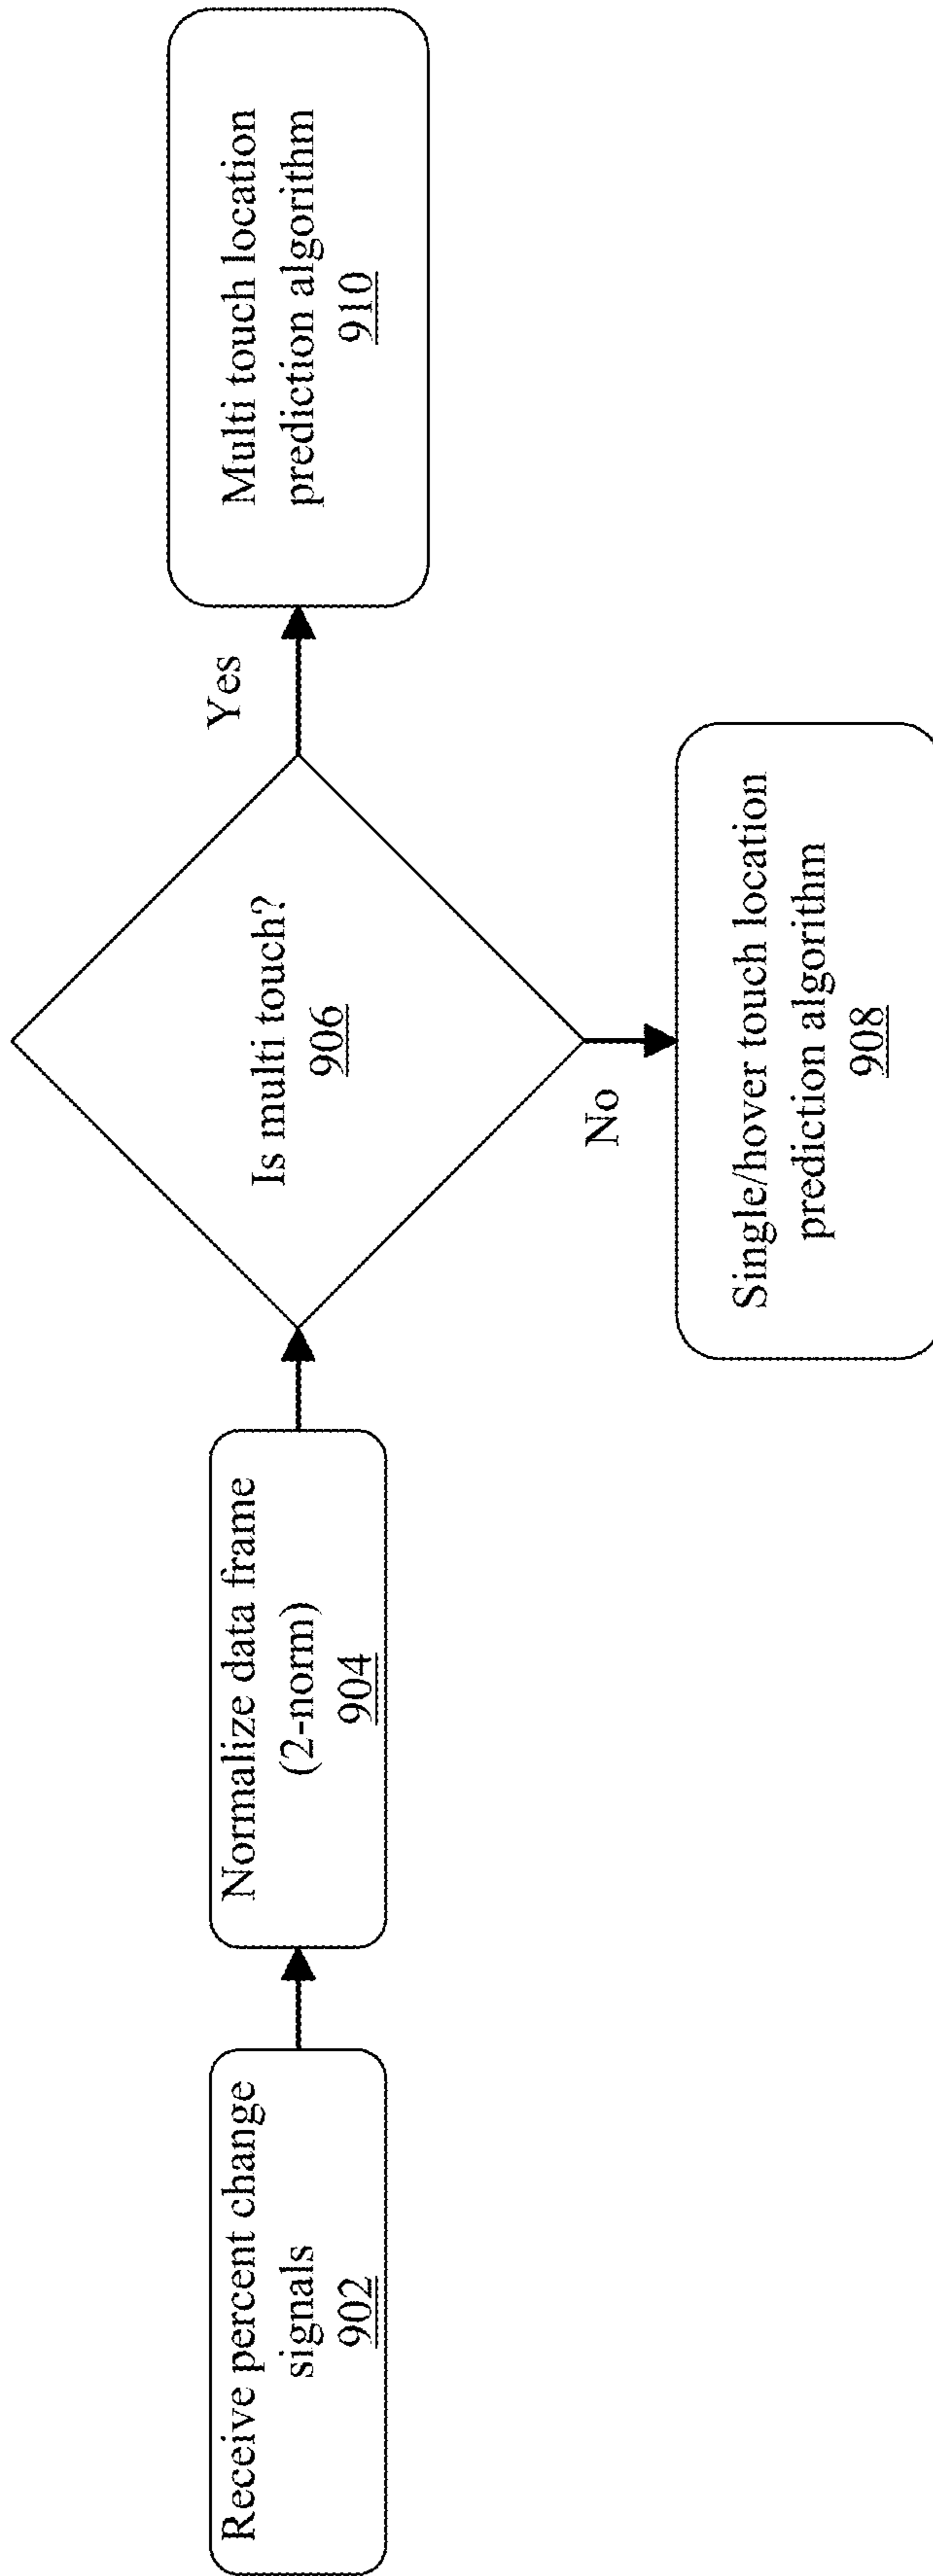 Receive percent change
signals
902
Normalize data frame
(2-norm)
904
Is multi touch?
906
Yes
Multi touch location
prediction algorithm
910
No
Single/hover touch location
prediction algorithm
908